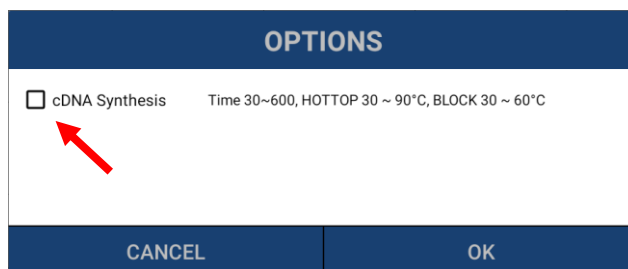 OPTIONS
cDNA Synthesis Time 30~600, HOTTOP 30 ~ 90°C, BLOCK 30 ~ 60°C
CANCEL OK